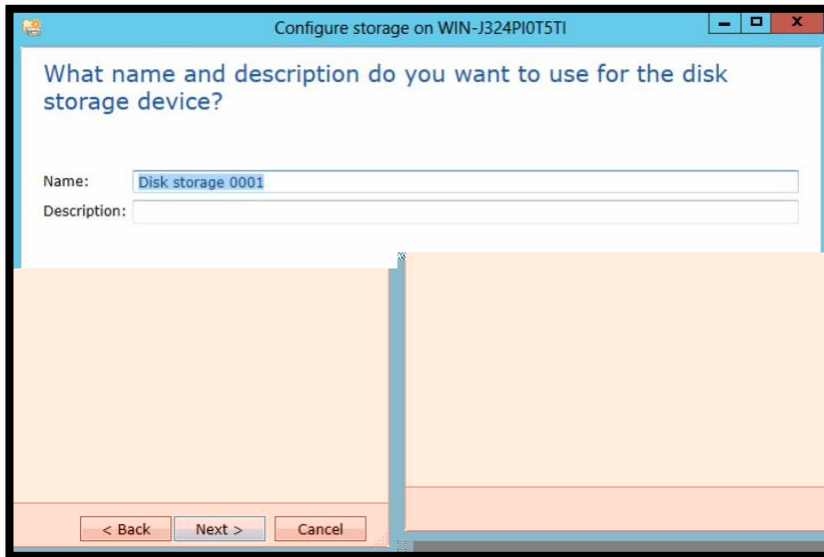 Configure storage on WIN-J324PI0T5TI
What name and description do you want to use for the disk
storage device?
Name: Disk storage 0001
Description:
< Back Next > Cancel